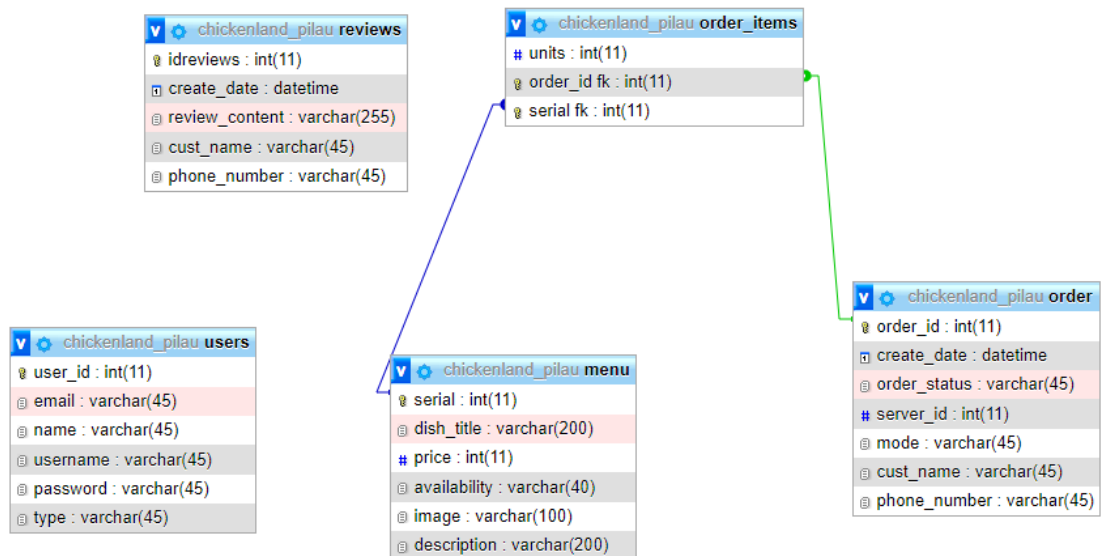 v chickenland_pilau reviews
idreviews : int(11)
create_date : datetime
review_content : varchar(255)
cust_name : varchar(45)
phone_number : varchar(45)
v chickenland_pilau order_items
# units : int(11)
order_id fk : int(11)
serial fk : int(11)
v chickenland_pilau users
user_id : int(11)
email : varchar(45)
name : varchar(45)
username : varchar(45)
password : varchar(45)
type : varchar(45)
v chickenland_pilau menu
serial : int(11)
dish_title : varchar(200)
# price : int(11)
availability : varchar(40)
image : varchar(100)
description : varchar(200)
v chickenland_pilau order
order_id : int(11)
create_date : datetime
order_status : varchar(45)
# server_id : int(11)
mode : varchar(45)
cust_name : varchar(45)
phone_number : varchar(45)